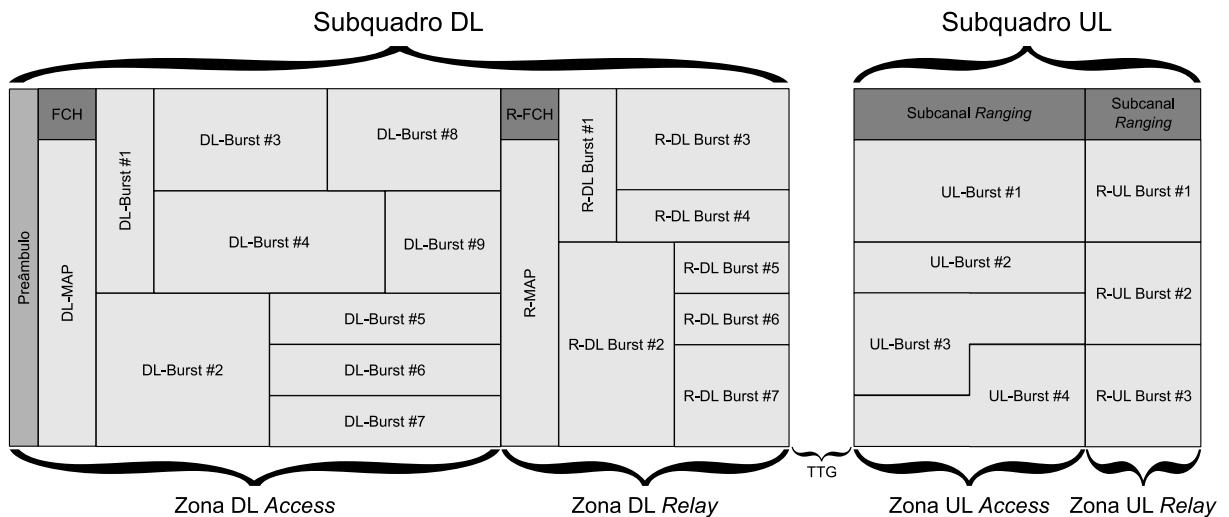 Subquadro DL
Subquadro UL
Preâmbulo
FCH
DL-MAP
DL-Burst #1
DL-Burst #3
DL-Burst #8
DL-Burst #4
DL-Burst #9
DL-Burst #2
DL-Burst #5
DL-Burst #6
DL-Burst #7
R-FCH
R-MAP
R-DL Burst #1
R-DL Burst #3
R-DL Burst #4
R-DL Burst #2
R-DL Burst #5
R-DL Burst #6
R-DL Burst #7
Subcanal Ranging
UL-Burst #1
UL-Burst #2
UL-Burst #3
UL-Burst #4
Subcanal
Ranging
R-UL Burst #1
R-UL Burst #2
R-UL Burst #3
Zona DL Access
Zona DL Relay
TTG
Zona UL Access
Zona UL Relay